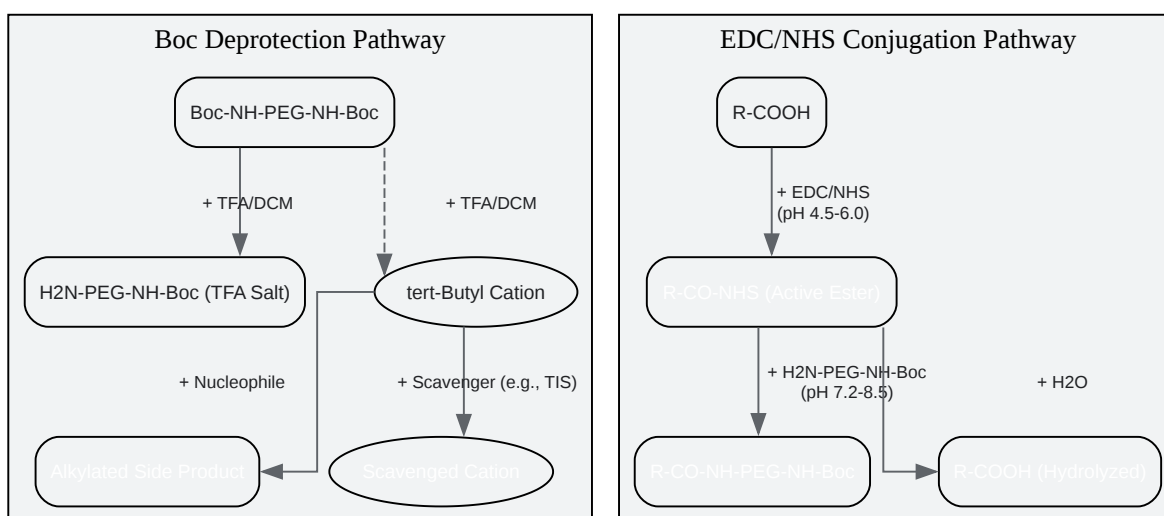 Boc Deprotection Pathway
Boc-NH-PEG-NH-Boc
+ TFA/DCM
+ TFA/DCM
H2N-PEG-NH-Boc (TFA Salt)
tert-Butyl Cation
+ Nucleophile
+ Scavenger (e.g., TIS)
Alkylated Side Product
Scavenged Cation
EDC/NHS Conjugation Pathway
R-COOH
+ EDC/NHS
(pH 4.5-6.0)
R-CO-NHS (Active Ester)
+ H2N-PEG-NH-Boc
(pH 7.2-8.5)
+ H2O
R-CO-NH-PEG-NH-Boc
R-COOH (Hydrolyzed)